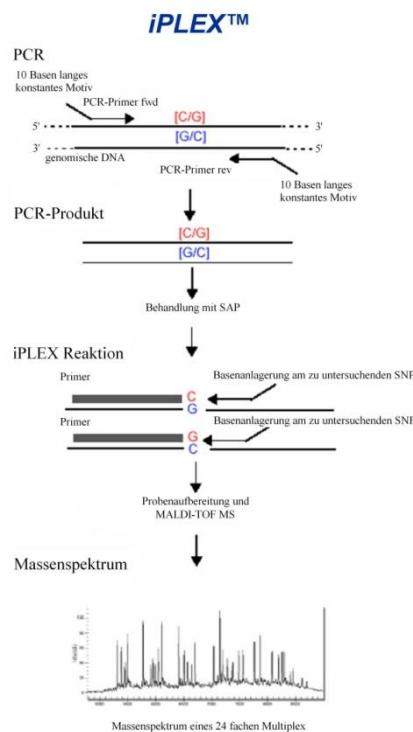 iPLEX™
PCR
10 Basen langes
konstantes Motiv
PCR-Primer fwd
[C/G]
5'
3'
[G/C]
3'
5'
genomische DNA
PCR-Primer rev
10 Basen langes
konstantes Motiv
PCR-Produkt
[C/G]
[G/C]
Behandlung mit SAP
iPLEX Reaktion
Primer
Basenanlagerung am zu untersuchenden SNP
C
G
Primer
Basenanlagerung am zu untersuchenden SNP
G
C
Probenaufbereitung und
MALDI-TOF MS
Massenspektrum
Massenspektrum eines 24 fachen Multiplex